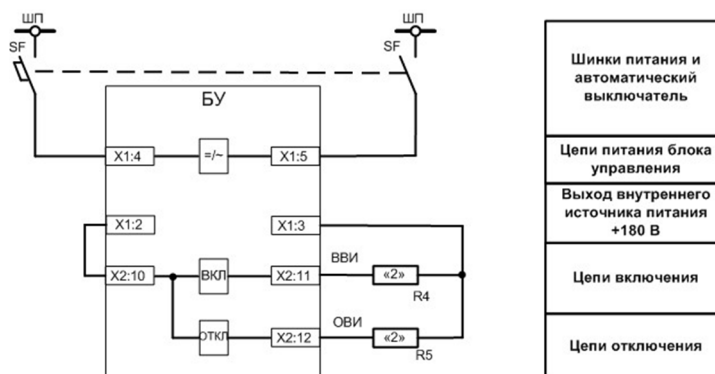 ШП
ШП
SF
SF
БУ
X1:4
=/~
X1:5
X1:2
X1:3
X2:10
ВКЛ
X2:11
ВВИ
«2»
R4
ОТКЛ
X2:12
ОВИ
«2»
R5
Шинки питания и
автоматический
выключатель
Цепи питания блока
управления
Выход внутреннего
источника питания
+180 В
Цепи включения
Цепи отключения